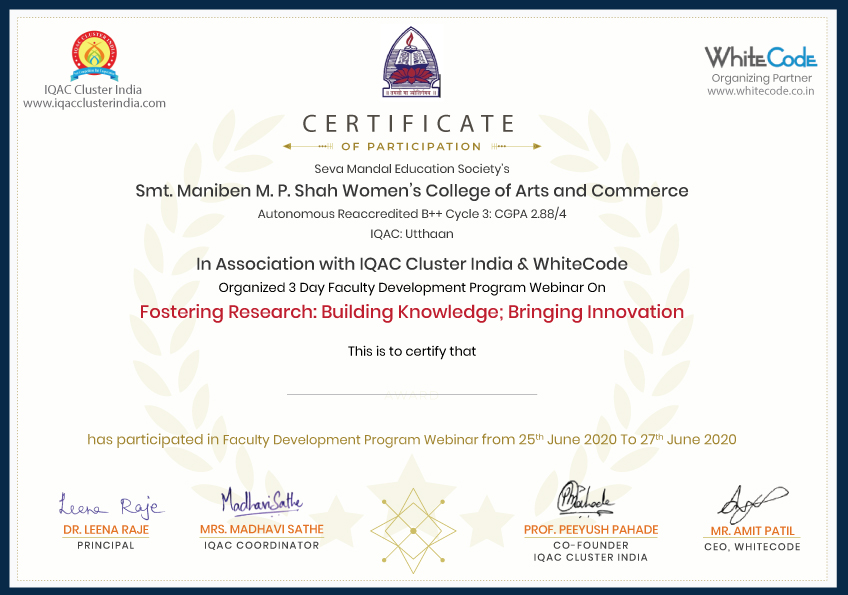 IQAC CLUSTER INDIA
IQAC Cluster India
www.iqacclusterindia.com
WhiteCode
Organizing Partner
www.whitecode.co.in
CERTIFICATE
OF PARTICIPATION
Seva Mandal Education Society's
Smt. Maniben M. P. Shah Women's College of Arts and Commerce
Autonomous Reaccredited B++ Cycle 3: CGPA 2.88/4
IQAC: Utthaan
In Association with IQAC Cluster India & WhiteCode
Organized 3 Day Faculty Development Program Webinar On
Fostering Research: Building Knowledge; Bringing Innovation
This is to certify that
AWARD
has participated in Faculty Development Program Webinar from 25th June 2020 To 27th June 2020
Leena Raje
DR. LEENA RAJE
PRINCIPAL
MadhaviSathe
MRS. MADHAVI SATHE
IQAC COORDINATOR
PROF. PEEYUSH PAHADE
CO-FOUNDER
IQAC CLUSTER INDIA
MR. AMIT PATIL
CEO, WHITECODE